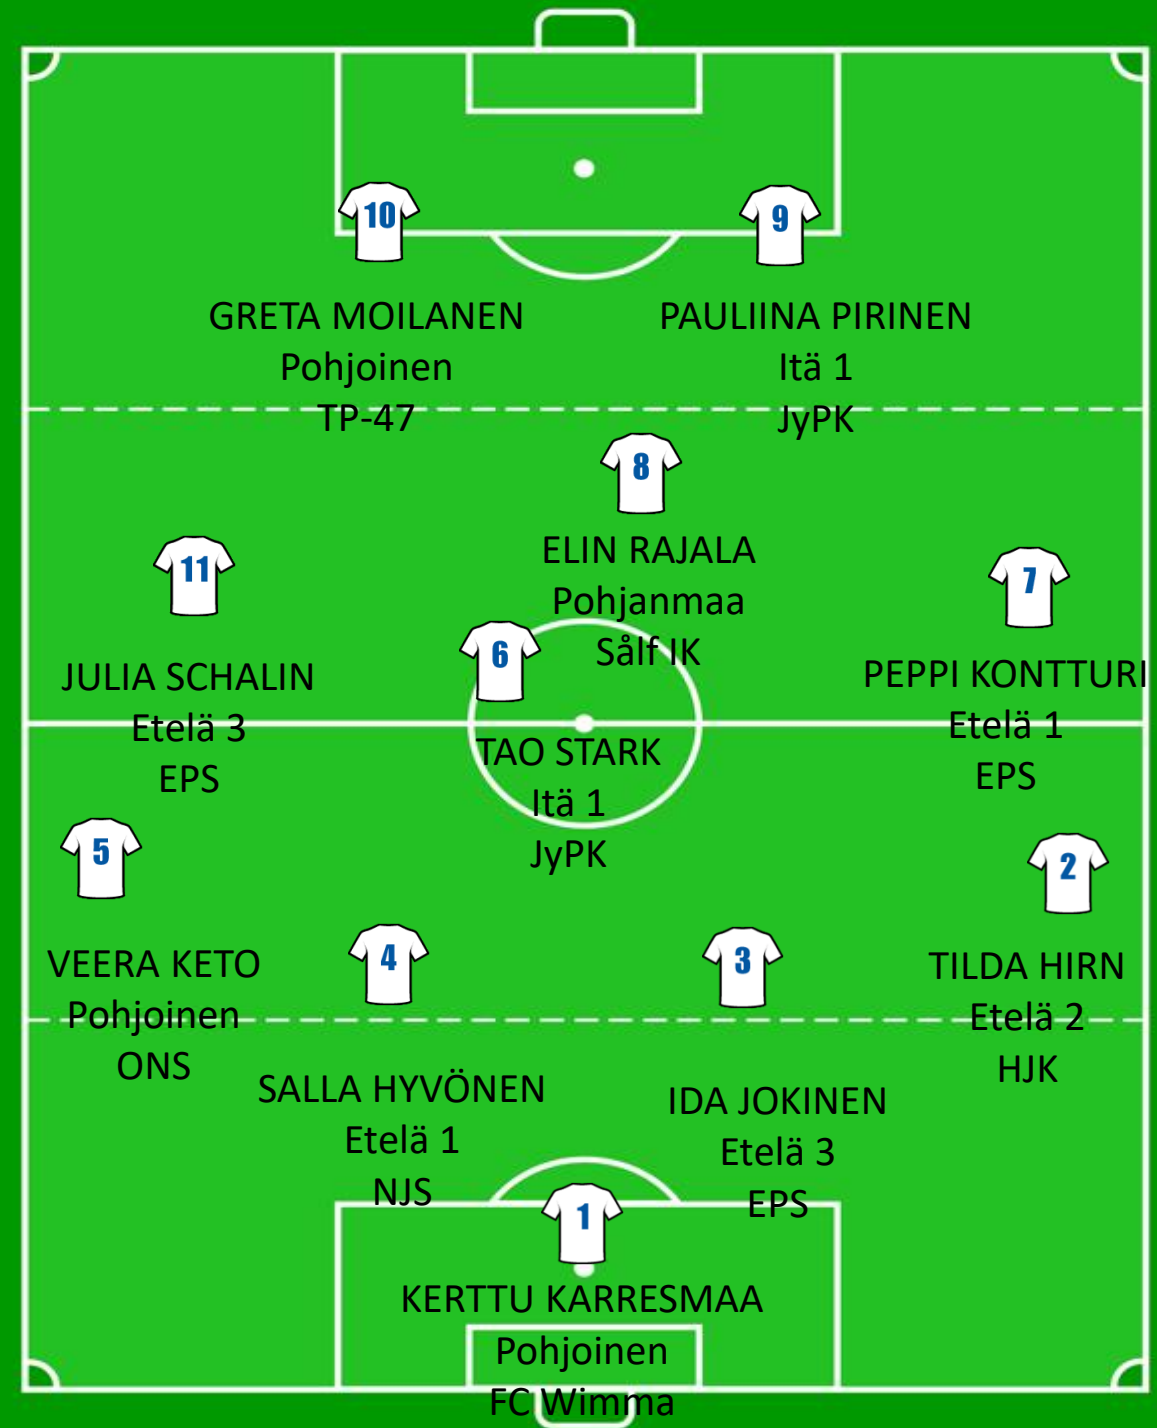 10
9
GRETA MOILANEN
Pohjoinen
TP-47
PAULIINA PIRINEN
Itä 1
JyPK
8
ELIN RAJALA
Pohjanmaa
Sålf IK
11
JULIA SCHALIN
Etelä 3
EPS
7
PEPPI KONTTURI
Etelä 1
EPS
6
TAO STARK
Itä 1
JyPK
5
VEERA KETO
Pohjoinen
ONS
2
TILDA HIRN
Etelä 2
HJK
4
SALLA HYVÖNEN
Etelä 1
NJS
3
IDA JOKINEN
Etelä 3
EPS
1
KERTTU KARRESMAA
Pohjoinen
FC Wimma